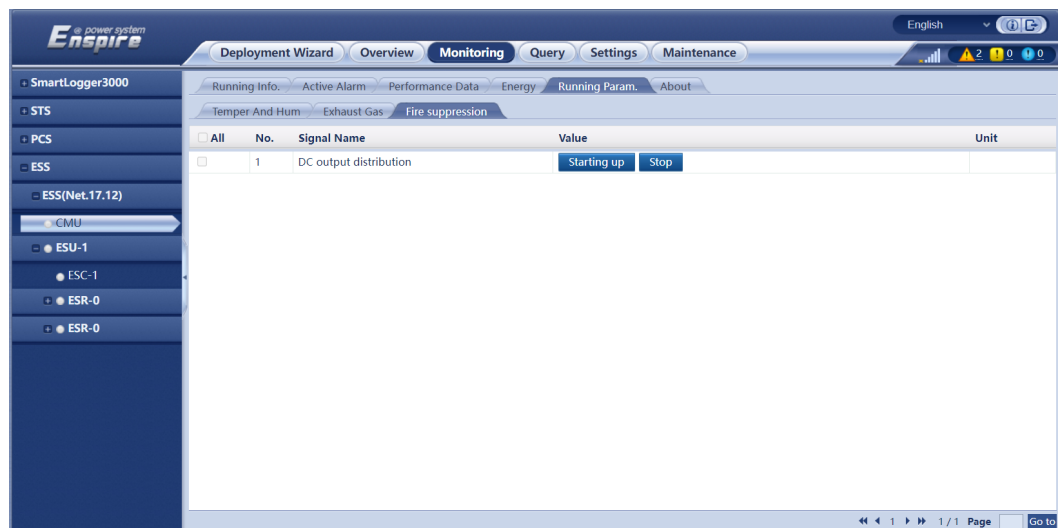 e power system
Enspire
English
Deployment Wizard Overview Monitoring Query Settings Maintenance
2 0 0
SmartLogger3000
STS
PCS
ESS
ESS(Net.17.12)
CMU
ESU-1
ESC-1
ESR-0
ESR-0
Running Info. Active Alarm Performance Data Energy Running Param. About
Temper And Hum Exhaust Gas Fire suppression
All No. Signal Name Value Unit
1 DC output distribution Starting up Stop
1 1/1 Page Go to